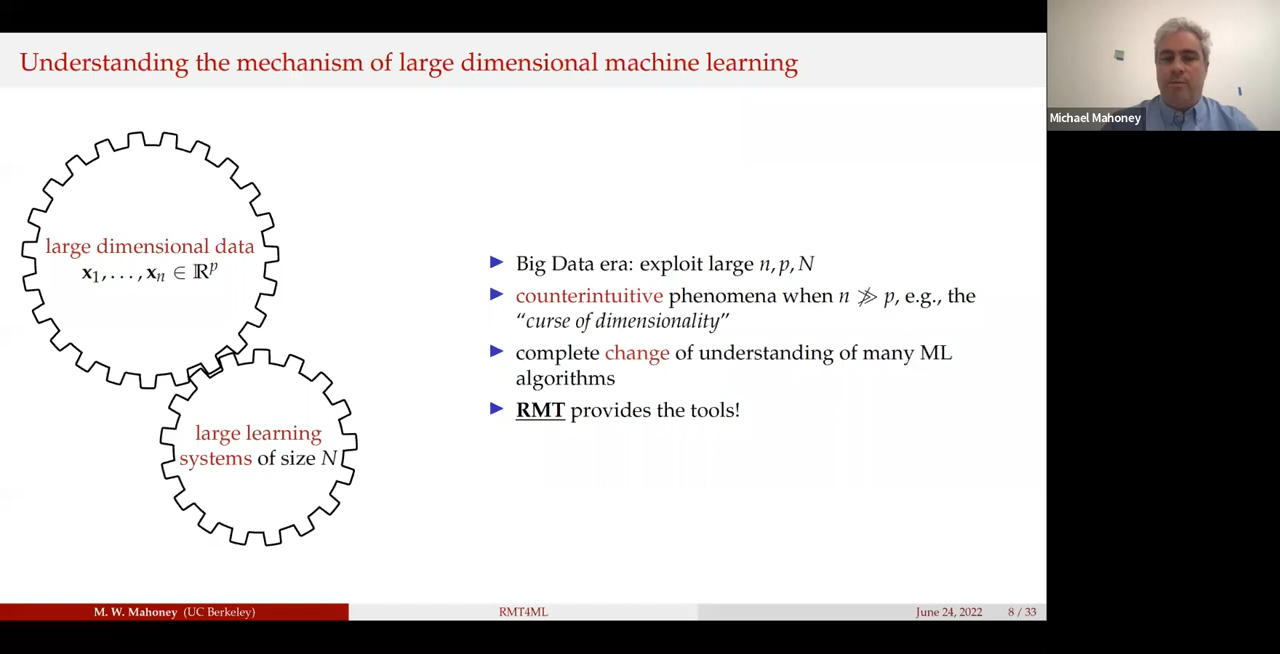 Understanding the mechanism of large dimensional machine learning
Michael Mahoney
large dimensional data
x₁, . . . , xₙ ∈ ℝᵖ
large learning
systems of size N
▶ Big Data era: exploit large n, p, N
▶ counterintuitive phenomena when n ≫̸ p, e.g., the
“curse of dimensionality”
▶ complete change of understanding of many ML
algorithms
▶ RMT provides the tools!
M. W. Mahoney (UC Berkeley)
RMT4ML
June 24, 2022
8 / 33